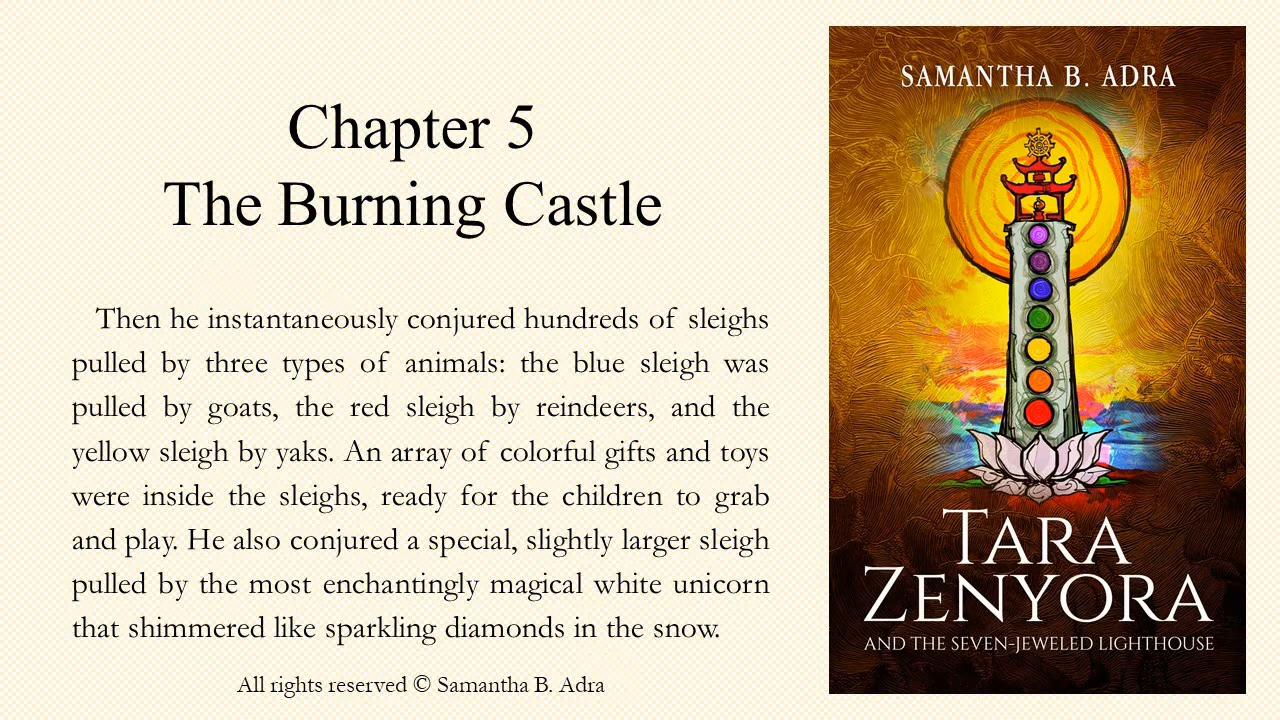 Chapter 5
The Burning Castle
Then he instantaneously conjured hundreds of sleighs
pulled by three types of animals: the blue sleigh was
pulled by goats, the red sleigh by reindeers, and the
yellow sleigh by yaks. An array of colorful gifts and toys
were inside the sleighs, ready for the children to grab
and play. He also conjured a special, slightly larger sleigh
pulled by the most enchantingly magical white unicorn
that shimmered like sparkling diamonds in the snow.
All rights reserved © Samantha B. Adra
SAMANTHA B. ADRA
TARA
ZENYORA
AND THE SEVEN-JEWELED LIGHTHOUSE